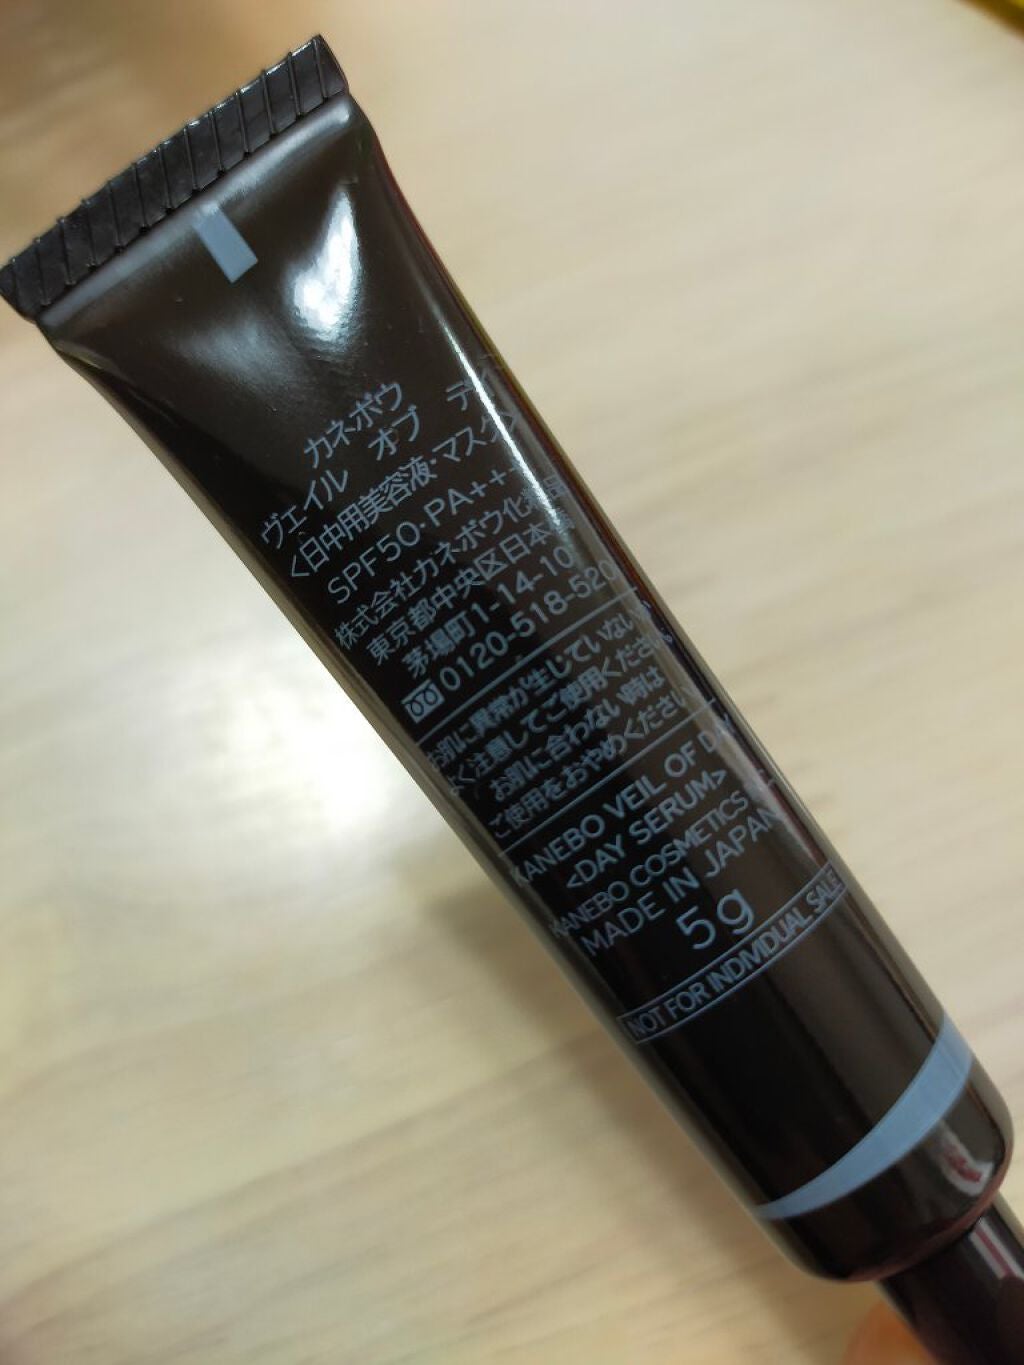 カネボウ
ヴェイル オブ デイ
<日中用美容液・マスク>
SPF50・PA+++
株式会社カネボウ化粧品
東京都中央区日本橋
茅場町1-14-10
0120-518-520
お肌に異常が生じていないか
よく注意してご使用ください。
お肌に合わない時は
ご使用をおやめください。
KANEBO VEIL OF DAY
<DAY SERUM>
KANEBO COSMETICS
MADE IN JAPAN
5g
NOT FOR INDIVIDUAL SALE